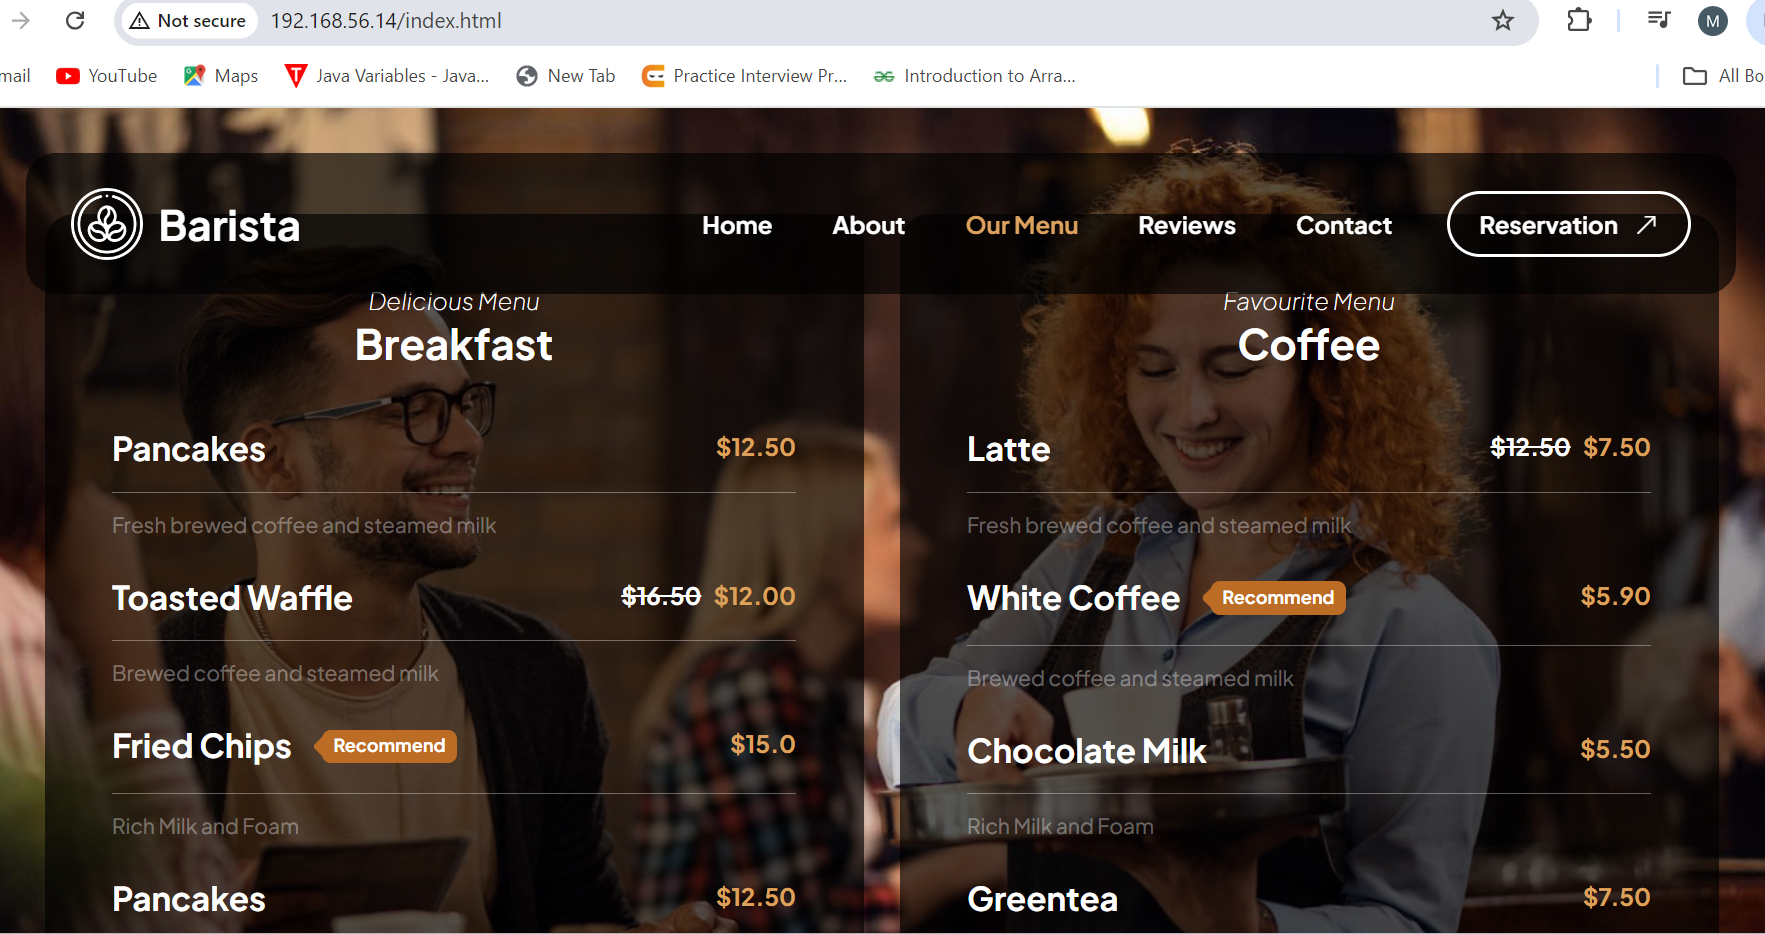 Not secure 192.168.56.14/index.html
M
mail YouTube Maps Java Variables - Java... New Tab Practice Interview Pr... Introduction to Arra... All Bo
Barista Home About Our Menu Reviews Contact Reservation
Delicious Menu
Breakfast
Pancakes $12.50
Fresh brewed coffee and steamed milk
Toasted Waffle $16.50 $12.00
Brewed coffee and steamed milk
Fried Chips Recommend $15.0
Rich Milk and Foam
Pancakes $12.50
Favourite Menu
Coffee
Latte $12.50 $7.50
Fresh brewed coffee and steamed milk
White Coffee Recommend $5.90
Brewed coffee and steamed milk
Chocolate Milk $5.50
Rich Milk and Foam
Greentea $7.50